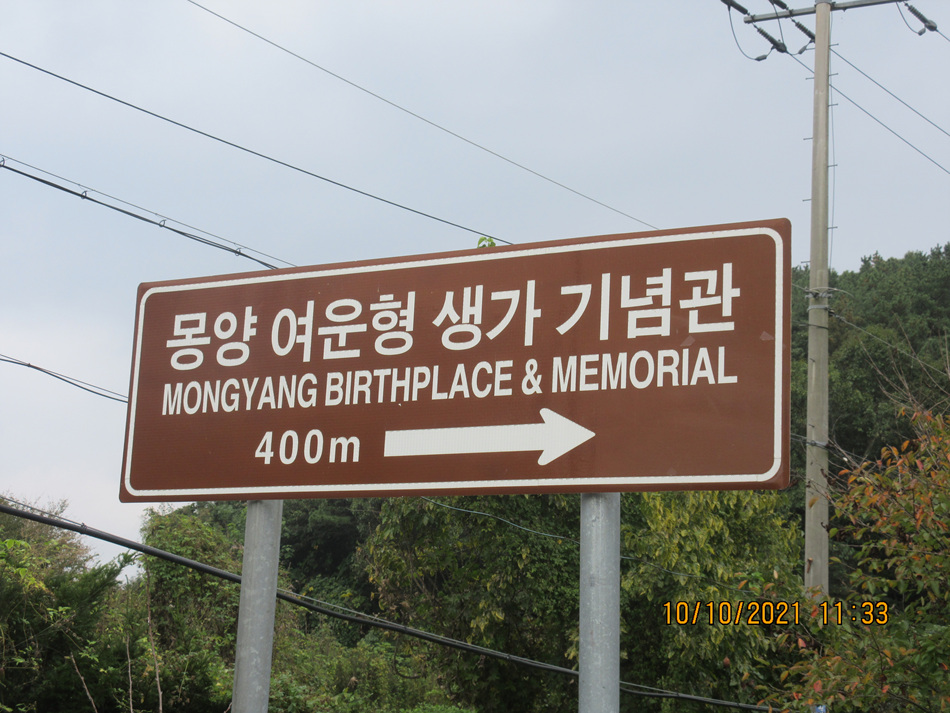 몽양 여운형 생가 기념관
MONGYANG BIRTHPLACE & MEMORIAL
400m
10/10/2021 11:33